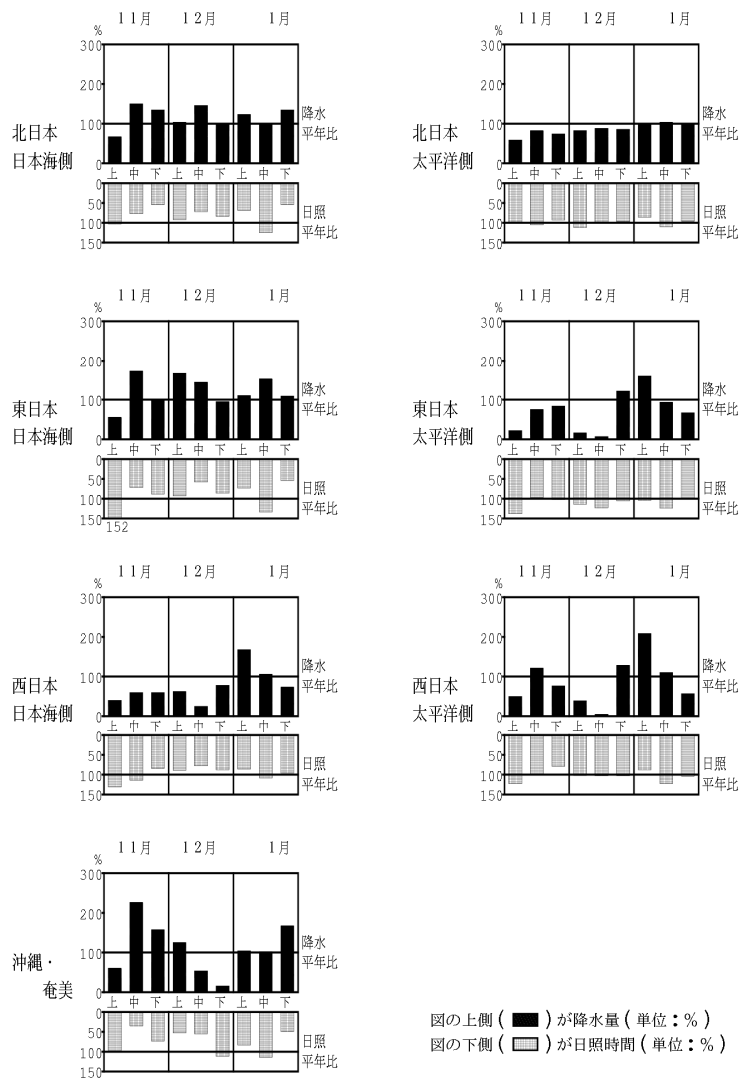 11月 12月 1月
%
300
200
100
0
降水
平年比
北日本
日本海側
上 中 下 上 中 下 上 中 下
0
50
100
150
日照
平年比
11月 12月 1月
%
300
200
100
0
降水
平年比
北日本
太平洋側
上 中 下 上 中 下 上 中 下
0
50
100
150
日照
平年比
11月 12月 1月
%
300
200
100
0
降水
平年比
東日本
日本海側
上 中 下 上 中 下 上 中 下
0
50
100
150
152
日照
平年比
11月 12月 1月
%
300
200
100
0
降水
平年比
東日本
太平洋側
上 中 下 上 中 下 上 中 下
0
50
100
150
日照
平年比
11月 12月 1月
%
300
200
100
0
降水
平年比
西日本
日本海側
上 中 下 上 中 下 上 中 下
0
50
100
150
日照
平年比
11月 12月 1月
%
300
200
100
0
降水
平年比
西日本
太平洋側
上 中 下 上 中 下 上 中 下
0
50
100
150
日照
平年比
11月 12月 1月
%
300
200
100
0
降水
平年比
沖縄・
奄美
上 中 下 上 中 下 上 中 下
0
50
100
150
日照
平年比
図の上側( )が降水量(単位:%)
図の下側( )が日照時間(単位:%)